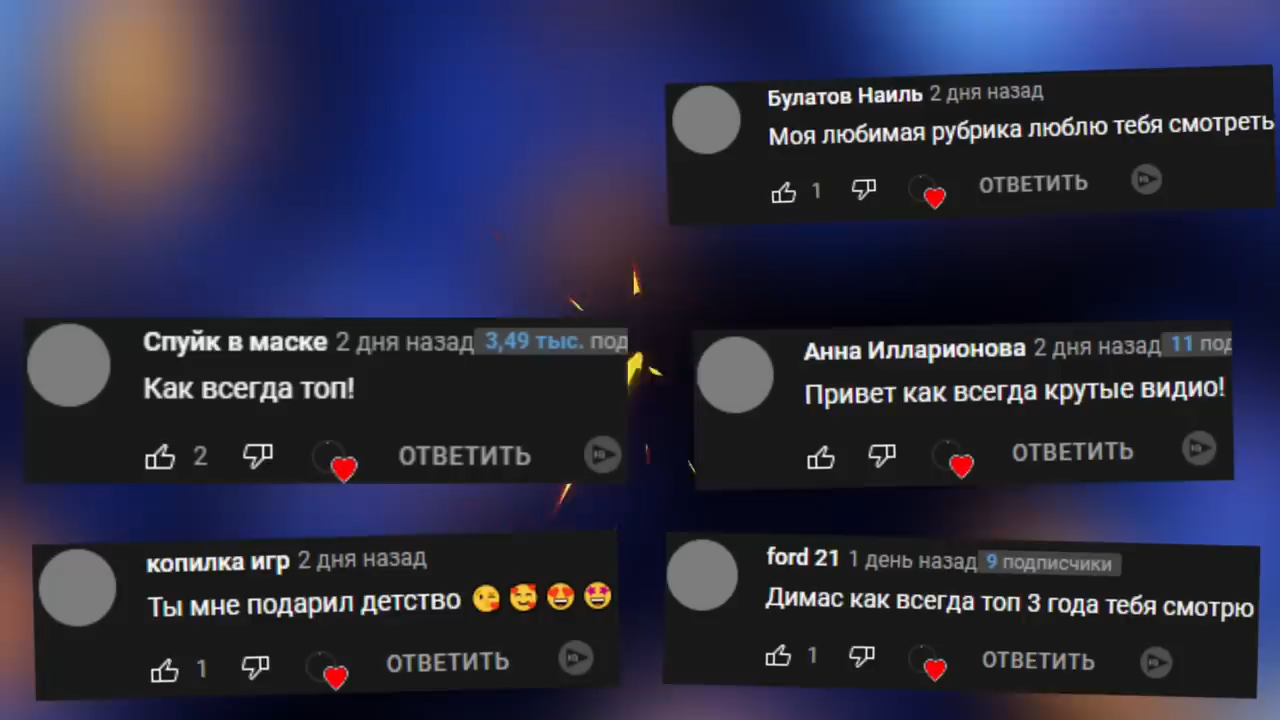 Булатов Наиль 2 дня назад
Моя любимая рубрика люблю тебя смотреть
1 ОТВЕТИТЬ
Спуйк в маске 2 дня назад 3,49 тыс. под
Как всегда топ!
2 ОТВЕТИТЬ
Анна Илларионова 2 дня назад 11 под
Привет как всегда крутые видио!
ОТВЕТИТЬ
копилка игр 2 дня назад
Ты мне подарил детство 😘 🥰 😍 🤩
1 ОТВЕТИТЬ
ford 21 1 день назад 9 подписчики
Димас как всегда топ 3 года тебя смотрю
1 ОТВЕТИТЬ